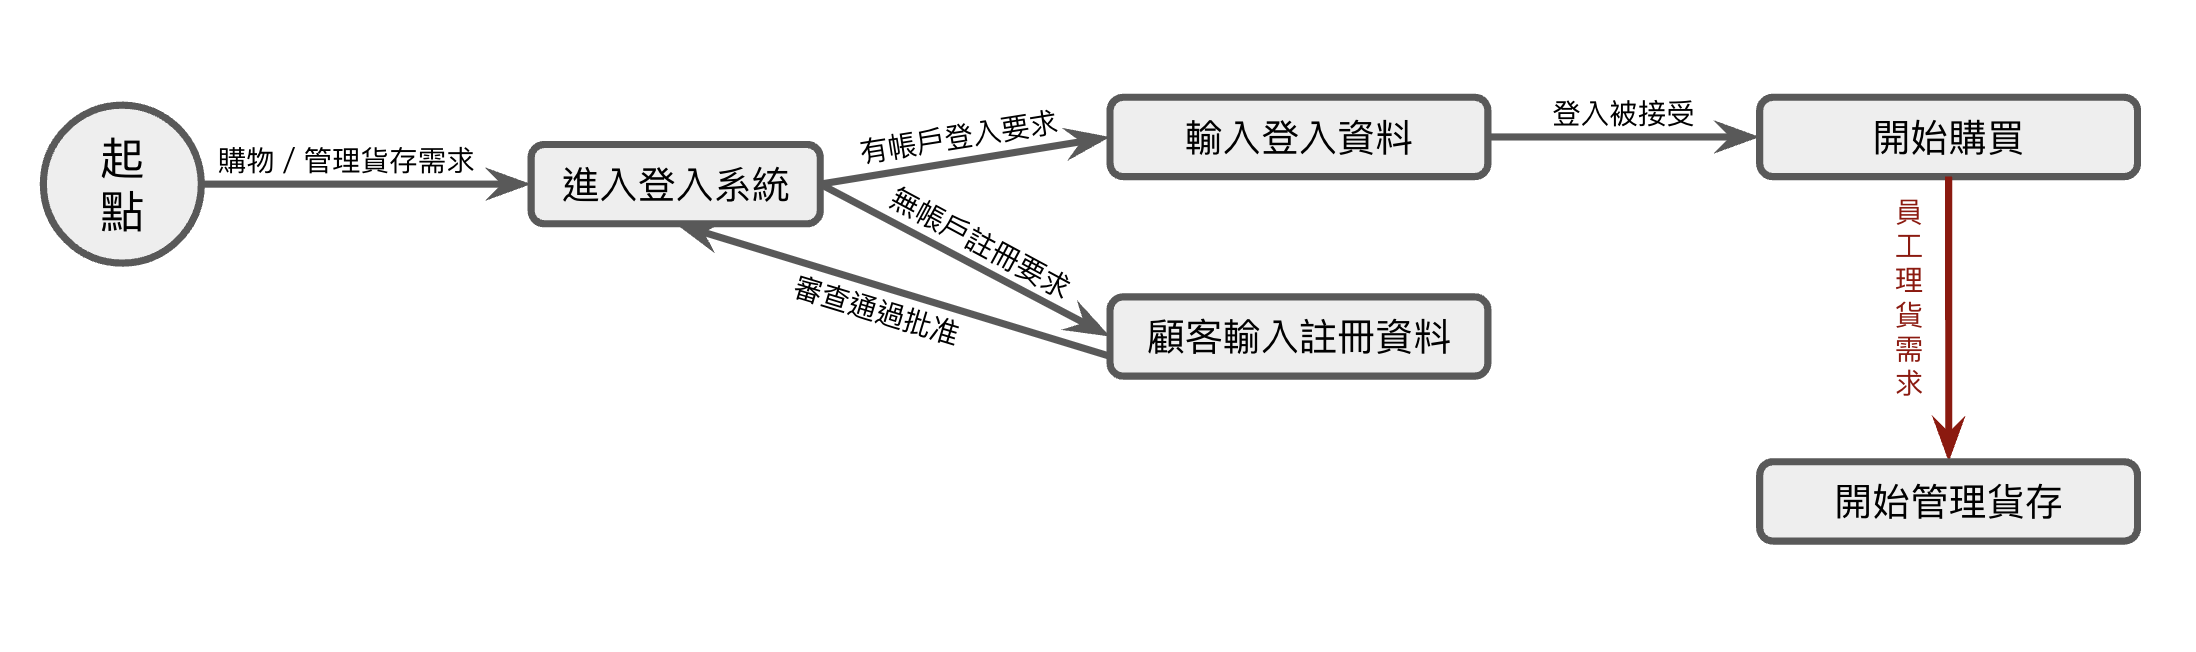 起
點
購物 / 管理貨存需求
進入登入系統
有帳戶登入要求
無帳戶註冊要求
審查通過批准
輸入登入資料
顧客輸入註冊資料
登入被接受
開始購買
員
工
理
貨
需
求
開始管理貨存